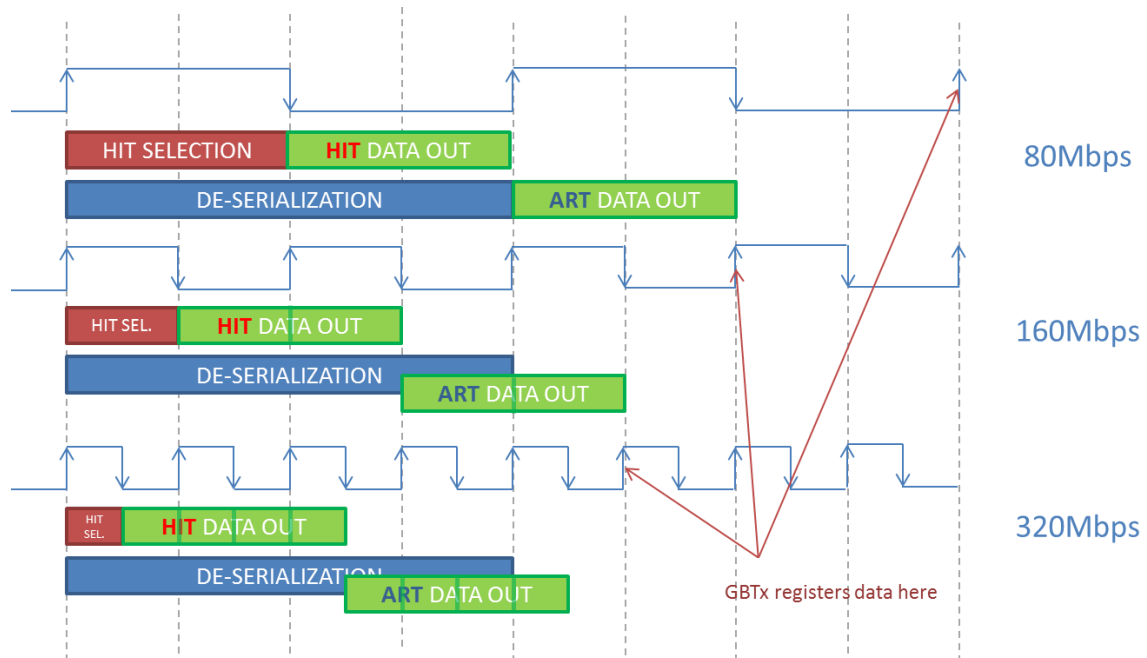 HIT SELECTION
HIT DATA OUT
80Mbps
DE-SERIALIZATION
ART DATA OUT
HIT SEL.
HIT DATA OUT
160Mbps
DE-SERIALIZATION
ART DATA OUT
HIT
SEL.
HIT DATA OUT
320Mbps
DE-SERIALIZATION
ART DATA OUT
GBTx registers data here